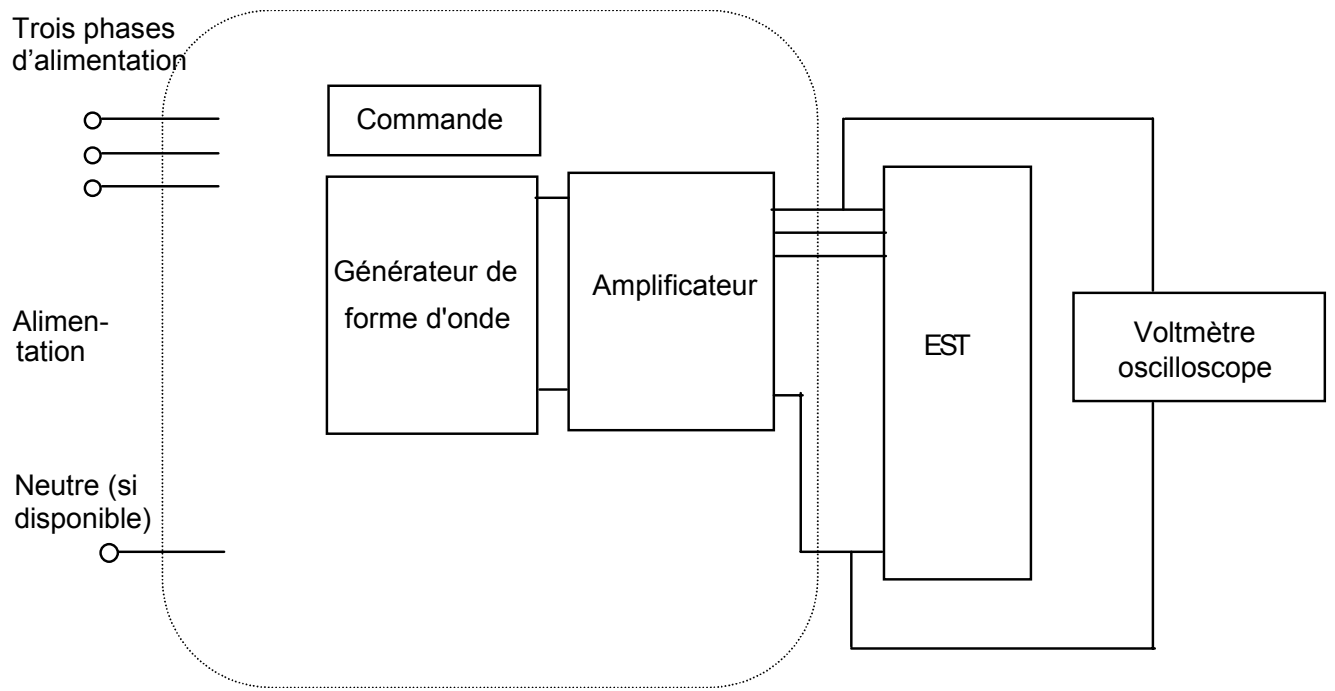 Trois phases
d’alimentation
Commande
Générateur de
forme d'onde
Amplificateur
Alimen-
tation
EST
Voltmètre
oscilloscope
Neutre (si
disponible)